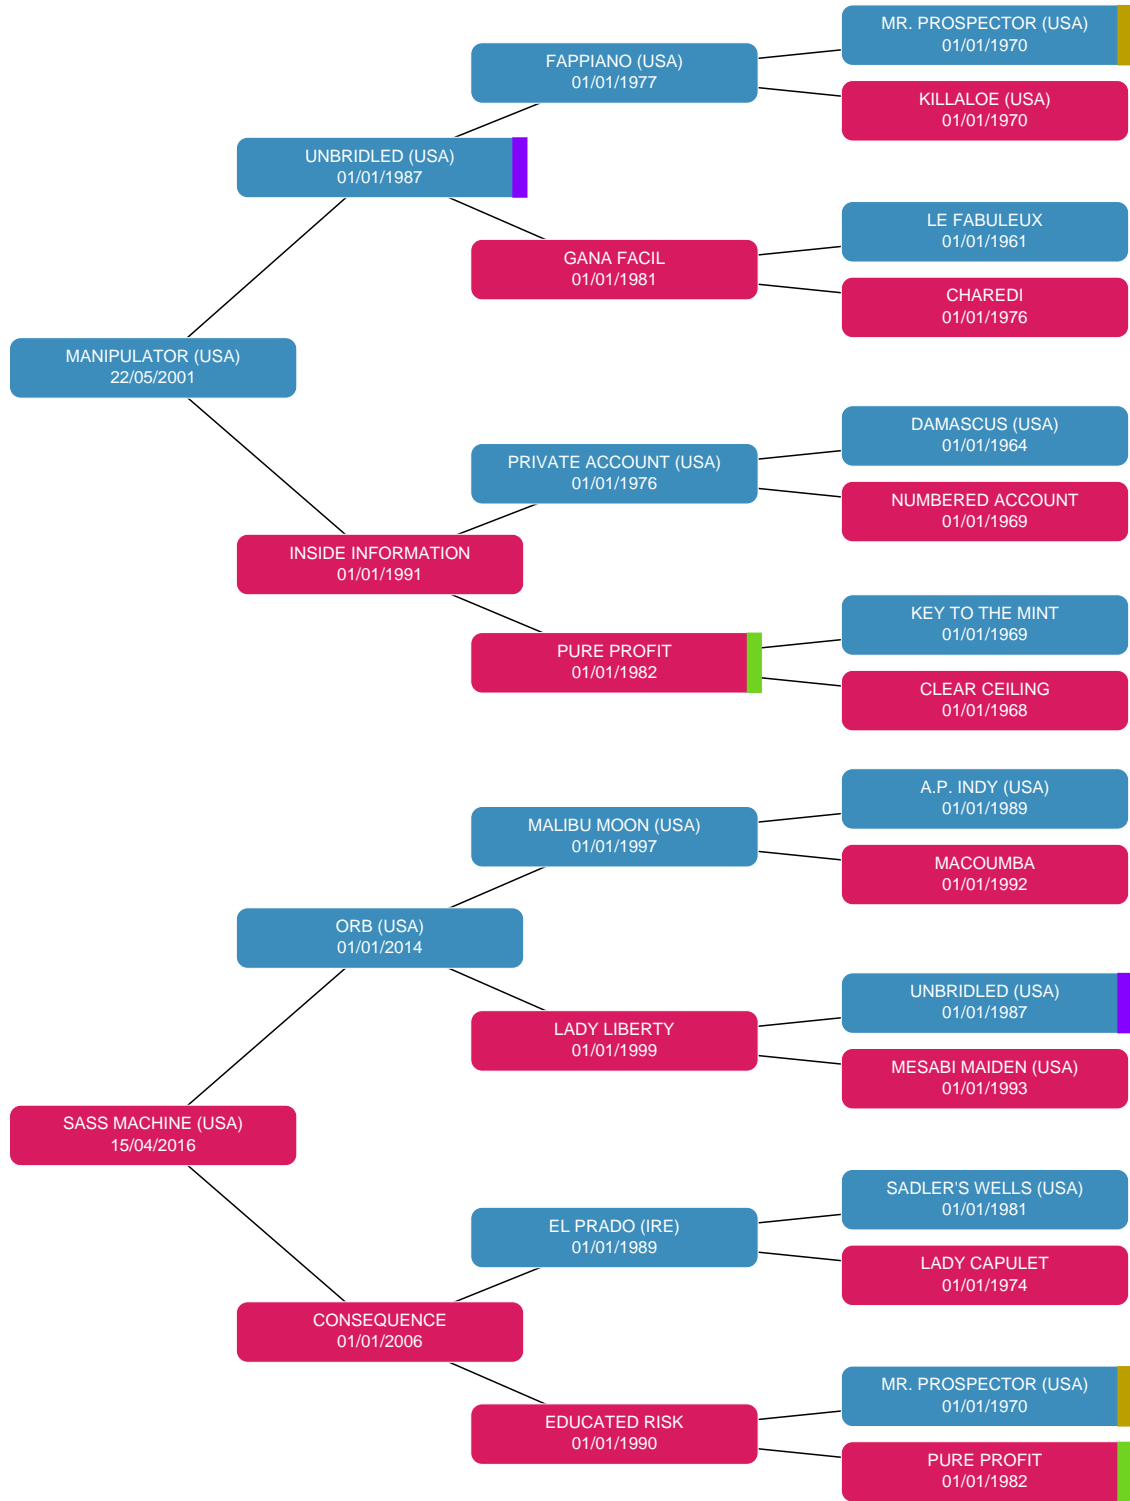 MR. PROSPECTOR (USA)
01/01/1970
FAPPIANO (USA)
01/01/1977
KILLALOE (USA)
01/01/1970
UNBRIDLED (USA)
01/01/1987
LE FABULEUX
01/01/1961
GANA FACIL
01/01/1981
CHAREDI
01/01/1976
MANIPULATOR (USA)
22/05/2001
DAMASCUS (USA)
01/01/1964
PRIVATE ACCOUNT (USA)
01/01/1976
NUMBERED ACCOUNT
01/01/1969
INSIDE INFORMATION
01/01/1991
KEY TO THE MINT
01/01/1969
PURE PROFIT
01/01/1982
CLEAR CEILING
01/01/1968
A.P. INDY (USA)
01/01/1989
MALIBU MOON (USA)
01/01/1997
MACOUMBA
01/01/1992
ORB (USA)
01/01/2014
UNBRIDLED (USA)
01/01/1987
LADY LIBERTY
01/01/1999
MESABI MAIDEN (USA)
01/01/1993
SASS MACHINE (USA)
15/04/2016
SADLER'S WELLS (USA)
01/01/1981
EL PRADO (IRE)
01/01/1989
LADY CAPULET
01/01/1974
CONSEQUENCE
01/01/2006
MR. PROSPECTOR (USA)
01/01/1970
EDUCATED RISK
01/01/1990
PURE PROFIT
01/01/1982